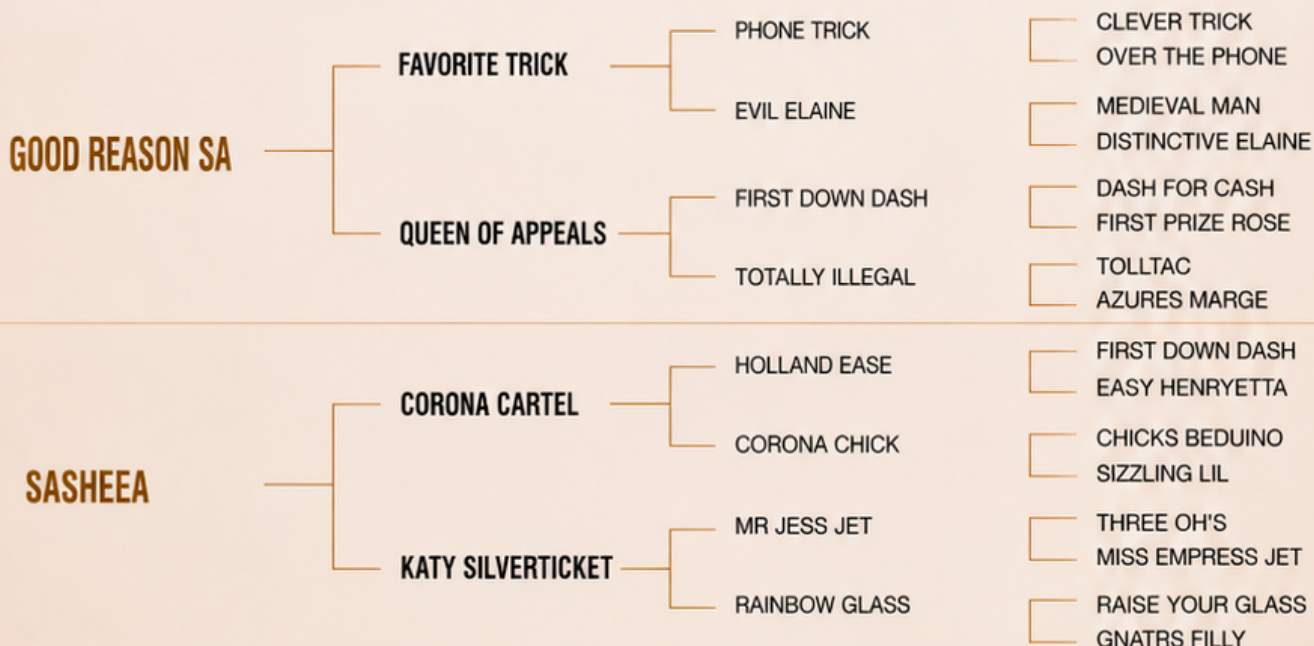 GOOD REASON SA
FAVORITE TRICK
QUEEN OF APPEALS
PHONE TRICK
EVIL ELAINE
FIRST DOWN DASH
TOTALLY ILLEGAL
CLEVER TRICK
OVER THE PHONE
MEDIEVAL MAN
DISTINCTIVE ELAINE
DASH FOR CASH
FIRST PRIZE ROSE
TOLLTAC
AZURES MARGE
SASHEEA
CORONA CARTEL
KATY SILVERTICKET
HOLLAND EASE
CORONA CHICK
MR JESS JET
RAINBOW GLASS
FIRST DOWN DASH
EASY HENRYETTA
CHICKS BEDUINO
SIZZLING LIL
THREE OH'S
MISS EMPRESS JET
RAISE YOUR GLASS
GNATRS FILLY